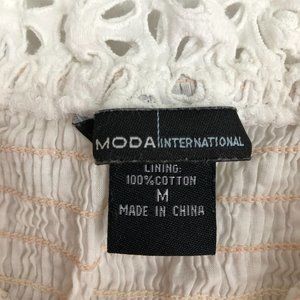 MODA INTERNATIONAL
LINING:
100%COTTON
M
MADE IN CHINA